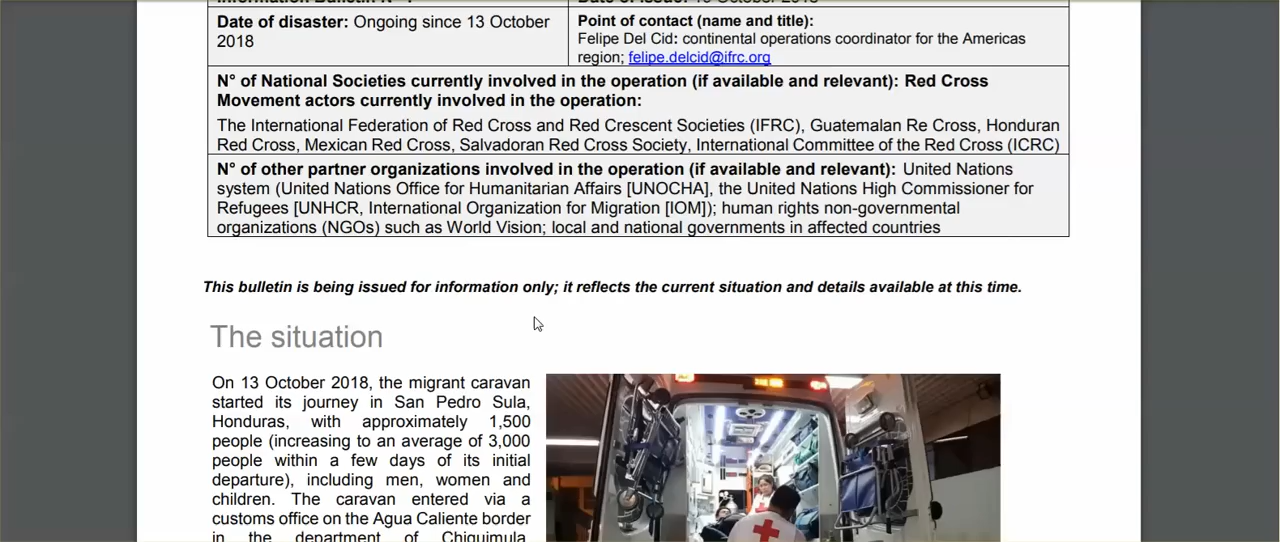 Date of disaster: Ongoing since 13 October
2018
Point of contact (name and title):
Felipe Del Cid: continental operations coordinator for the Americas
region; felipe.delcid@ifrc.org
N° of National Societies currently involved in the operation (if available and relevant): Red Cross
Movement actors currently involved in the operation:
The International Federation of Red Cross and Red Crescent Societies (IFRC), Guatemalan Re Cross, Honduran
Red Cross, Mexican Red Cross, Salvadoran Red Cross Society, International Committee of the Red Cross (ICRC)
N° of other partner organizations involved in the operation (if available and relevant): United Nations
system (United Nations Office for Humanitarian Affairs [UNOCHA], the United Nations High Commissioner for
Refugees [UNHCR, International Organization for Migration [IOM]); human rights non-governmental
organizations (NGOs) such as World Vision; local and national governments in affected countries
This bulletin is being issued for information only; it reflects the current situation and details available at this time.
The situation
On 13 October 2018, the migrant caravan
started its journey in San Pedro Sula,
Honduras, with approximately 1,500
people (increasing to an average of 3,000
people within a few days of its initial
departure), including men, women and
children. The caravan entered via a
customs office on the Agua Caliente border
in the department of Chiquimula,